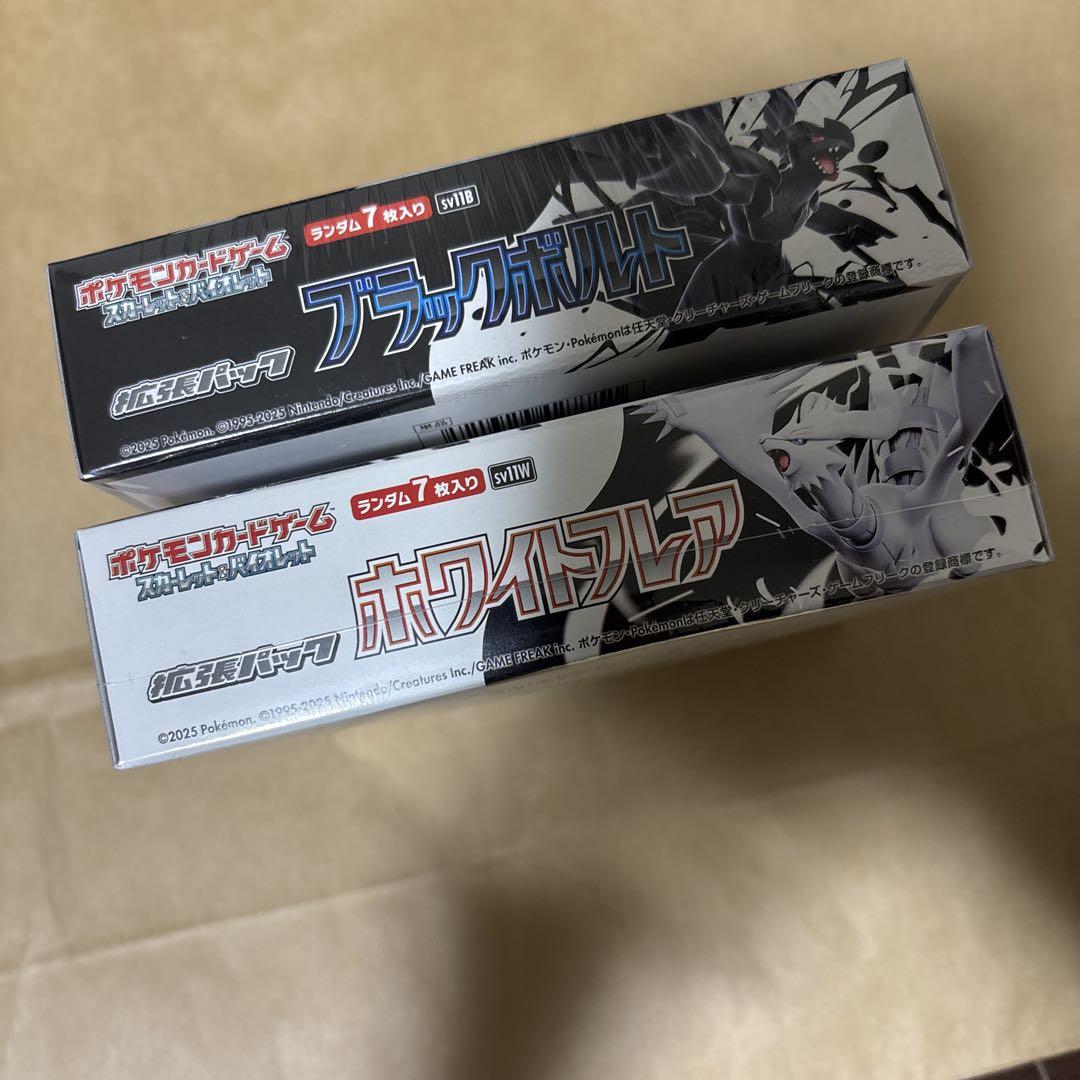 ポケモンカードゲーム
スカーレット&バイオレット
ランダム7枚入り
sv11B
ブラックボルト
拡張パック
©2025 Pokémon. ©1995-2025 Nintendo/Creatures Inc./GAME FREAK inc. ポケモン・Pokémonは任天堂・クリーチャーズ・ゲームフリークの登録商標です。
ポケモンカードゲーム
スカーレット&バイオレット
ランダム7枚入り
sv11W
ホワイトフレア
拡張パック
©2025 Pokémon. ©1995-2025 Nintendo/Creatures Inc./GAME FREAK inc. ポケモン・Pokémonは任天堂・クリーチャーズ・ゲームフリークの登録商標です。